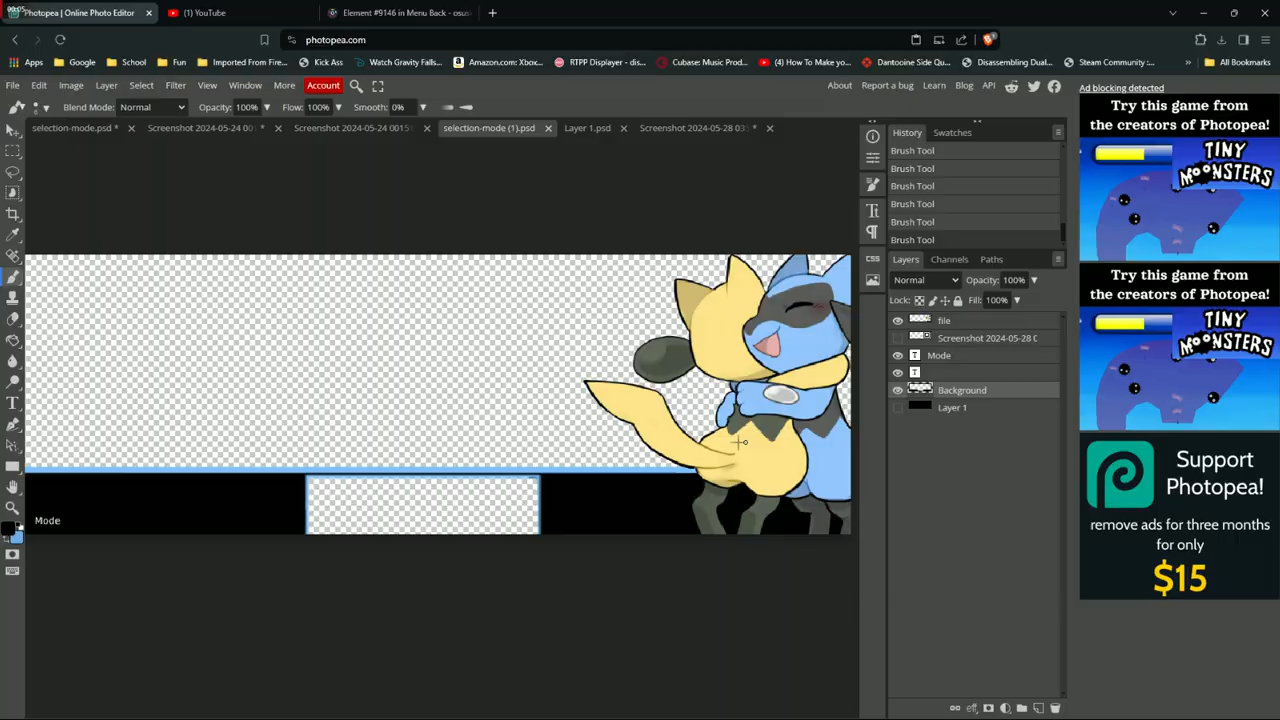 00:05
Photopea | Online Photo Editor
(1) YouTube
Element #9146 in Menu Back - osus
photopea.com
Apps
Google
School
Fun
Imported From Fire...
Kick Ass
Watch Gravity Falls...
Amazon.com: Xbox...
RTPP Displayer - dis...
Cubase: Music Prod...
(4) How To Make yo...
Dantocine Side Qu...
Disassembling Dual...
Steam Community :...
»
All Bookmarks
File Edit Image Layer Select Filter View Window More Account
About Report a bug Learn Blog API
Blend Mode: Normal Opacity: 100% Flow: 100% Smooth: 0%
selection-mode.psd *
Screenshot 2024-05-24 00
Screenshot 2024-05-24 0015
selection-mode (1).psd
Layer 1.psd
Screenshot 2024-05-28 03
History Swatches
Brush Tool
Brush Tool
Brush Tool
Brush Tool
Brush Tool
Brush Tool
Layers Channels Paths
Normal Opacity: 100%
Lock: Fill: 100%
file
Screenshot 2024-05-28 0
Mode
Background
Layer 1
CSS
eff
Mode
Ad blocking detected
Try this game from
the creators of Photopea!
TINY
MOONSTERS
Try this game from
the creators of Photopea!
TINY
MOONSTERS
Support
Photopea!
remove ads for three months
for only
$15